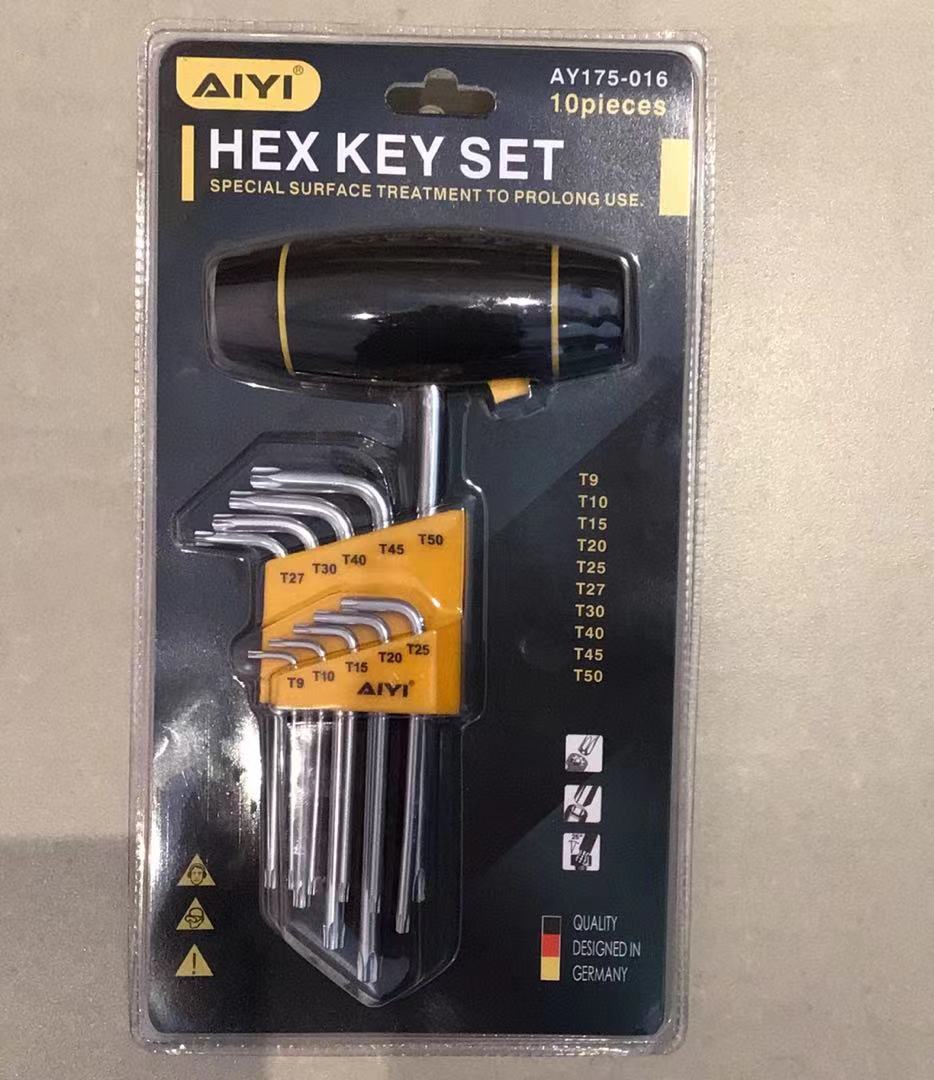 AIYI®
AY175-016
10pieces
HEX KEY SET
SPECIAL SURFACE TREATMENT TO PROLONG USE.
T27 T30 T40 T45 T50
T9 T10 T15 T20 T25
AIYI®
T9
T10
T15
T20
T25
T27
T30
T40
T45
T50
QUALITY
DESIGNED IN
GERMANY